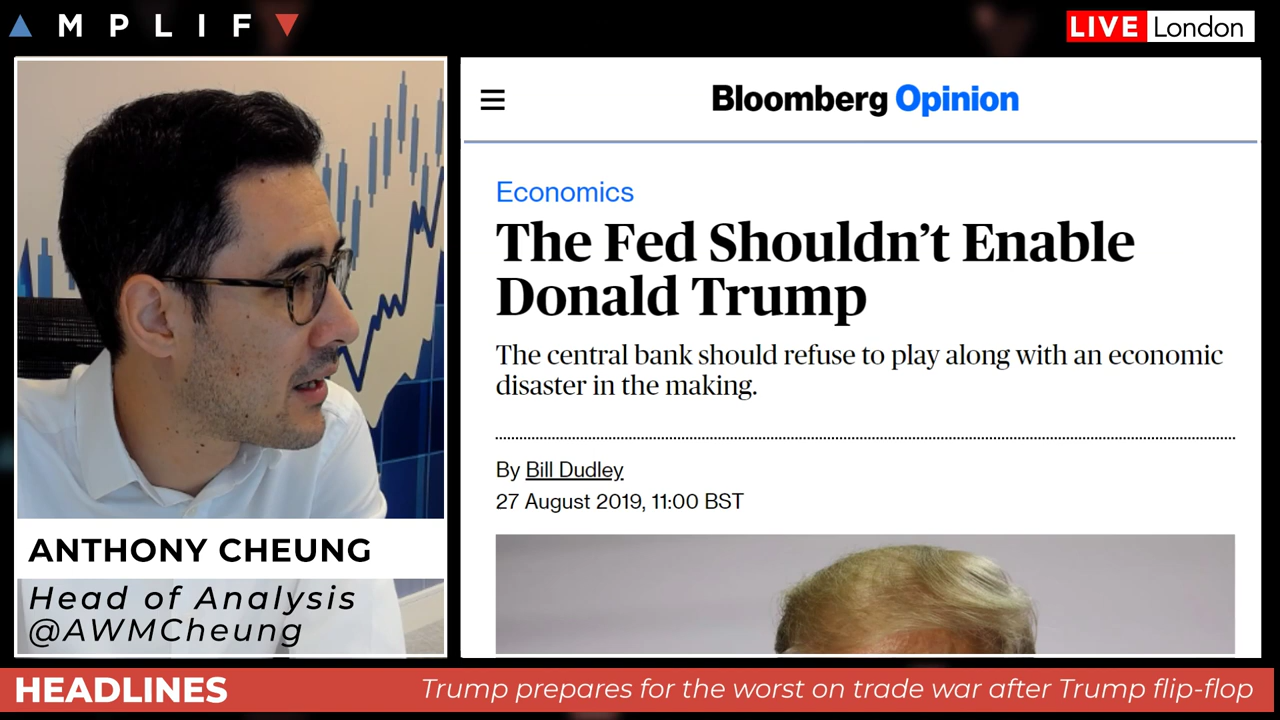 AMPLIFY
LIVE London
Bloomberg Opinion
Economics
The Fed Shouldn’t Enable
Donald Trump
The central bank should refuse to play along with an economic
disaster in the making.
By Bill Dudley
27 August 2019, 11:00 BST
ANTHONY CHEUNG
Head of Analysis
@AWMCheung
HEADLINES
Trump prepares for the worst on trade war after Trump flip-flop